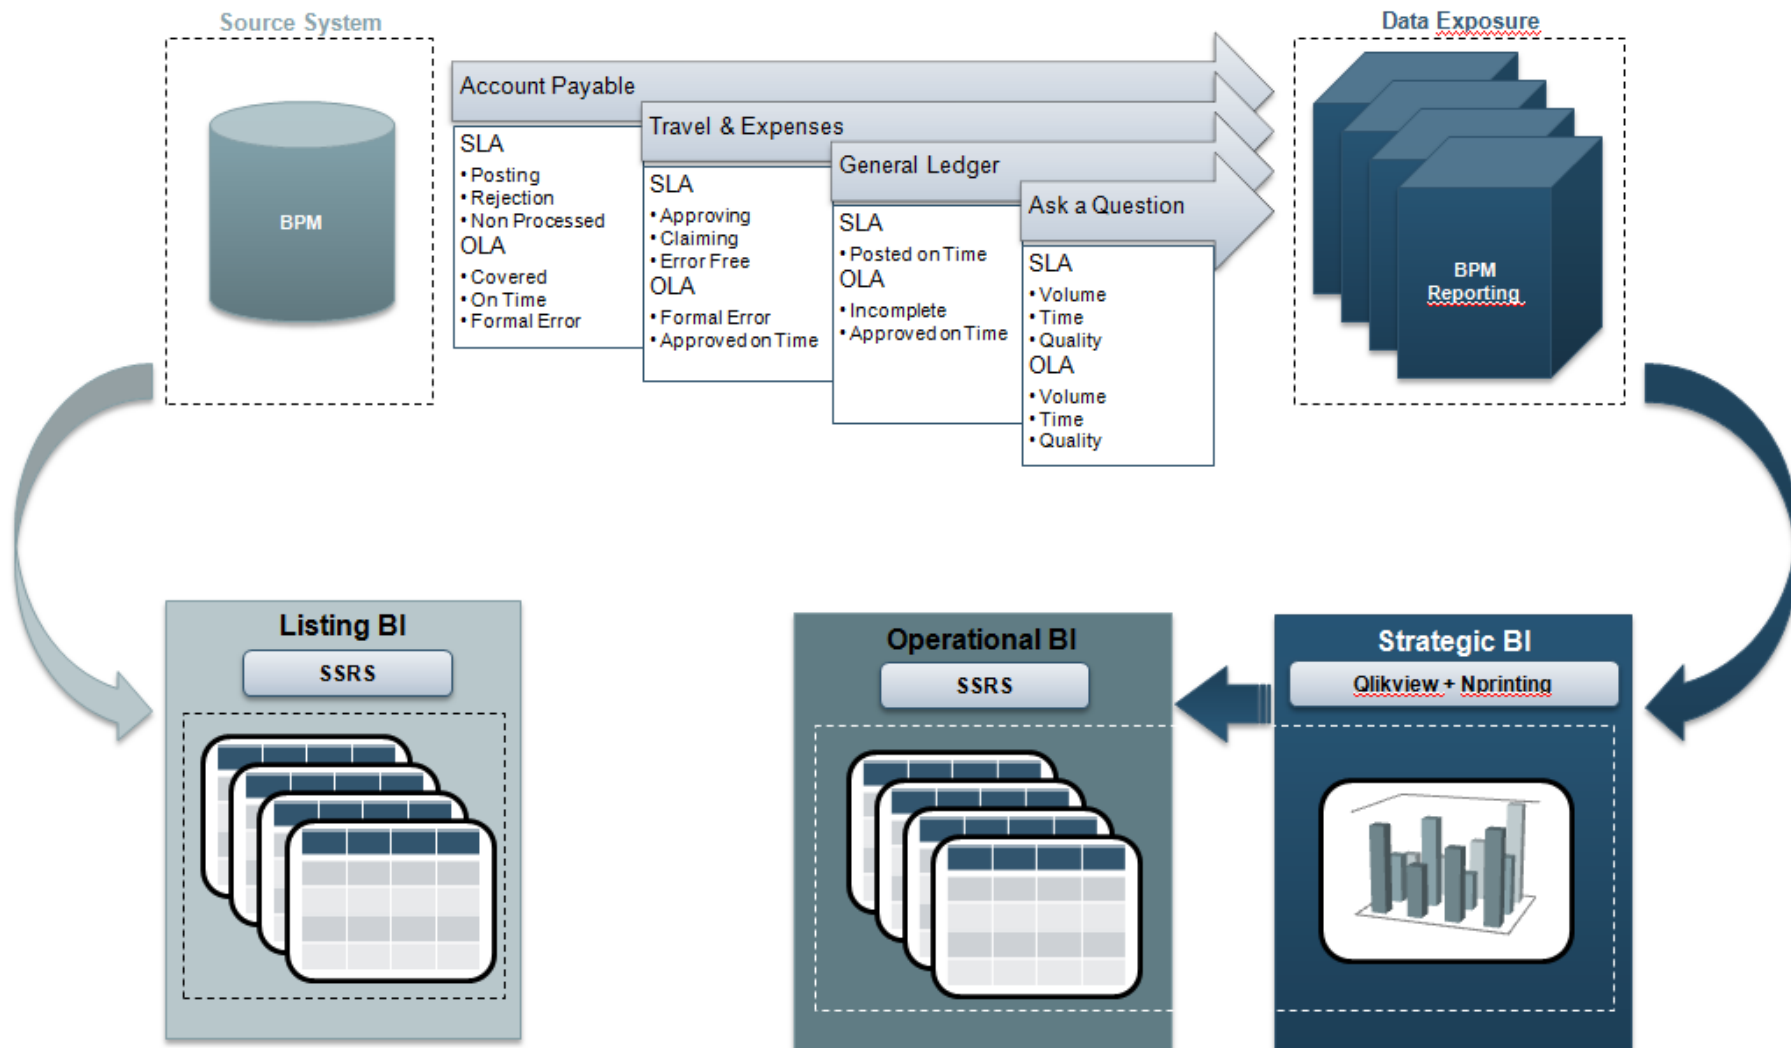 Source System
Data Exposure
BPM
Account Payable
SLA
• Posting
• Rejection
• Non Processed
OLA
• Covered
• On Time
• Formal Error
Travel & Expenses
SLA
• Approving
• Claiming
• Error Free
OLA
• Formal Error
• Approved on Time
General Ledger
SLA
• Posted on Time
OLA
• Incomplete
• Approved on Time
Ask a Question
SLA
• Volume
• Time
• Quality
OLA
• Volume
• Time
• Quality
BPM
Reporting
Listing BI
SSRS
Operational BI
SSRS
Strategic BI
Qlikview + Nprinting